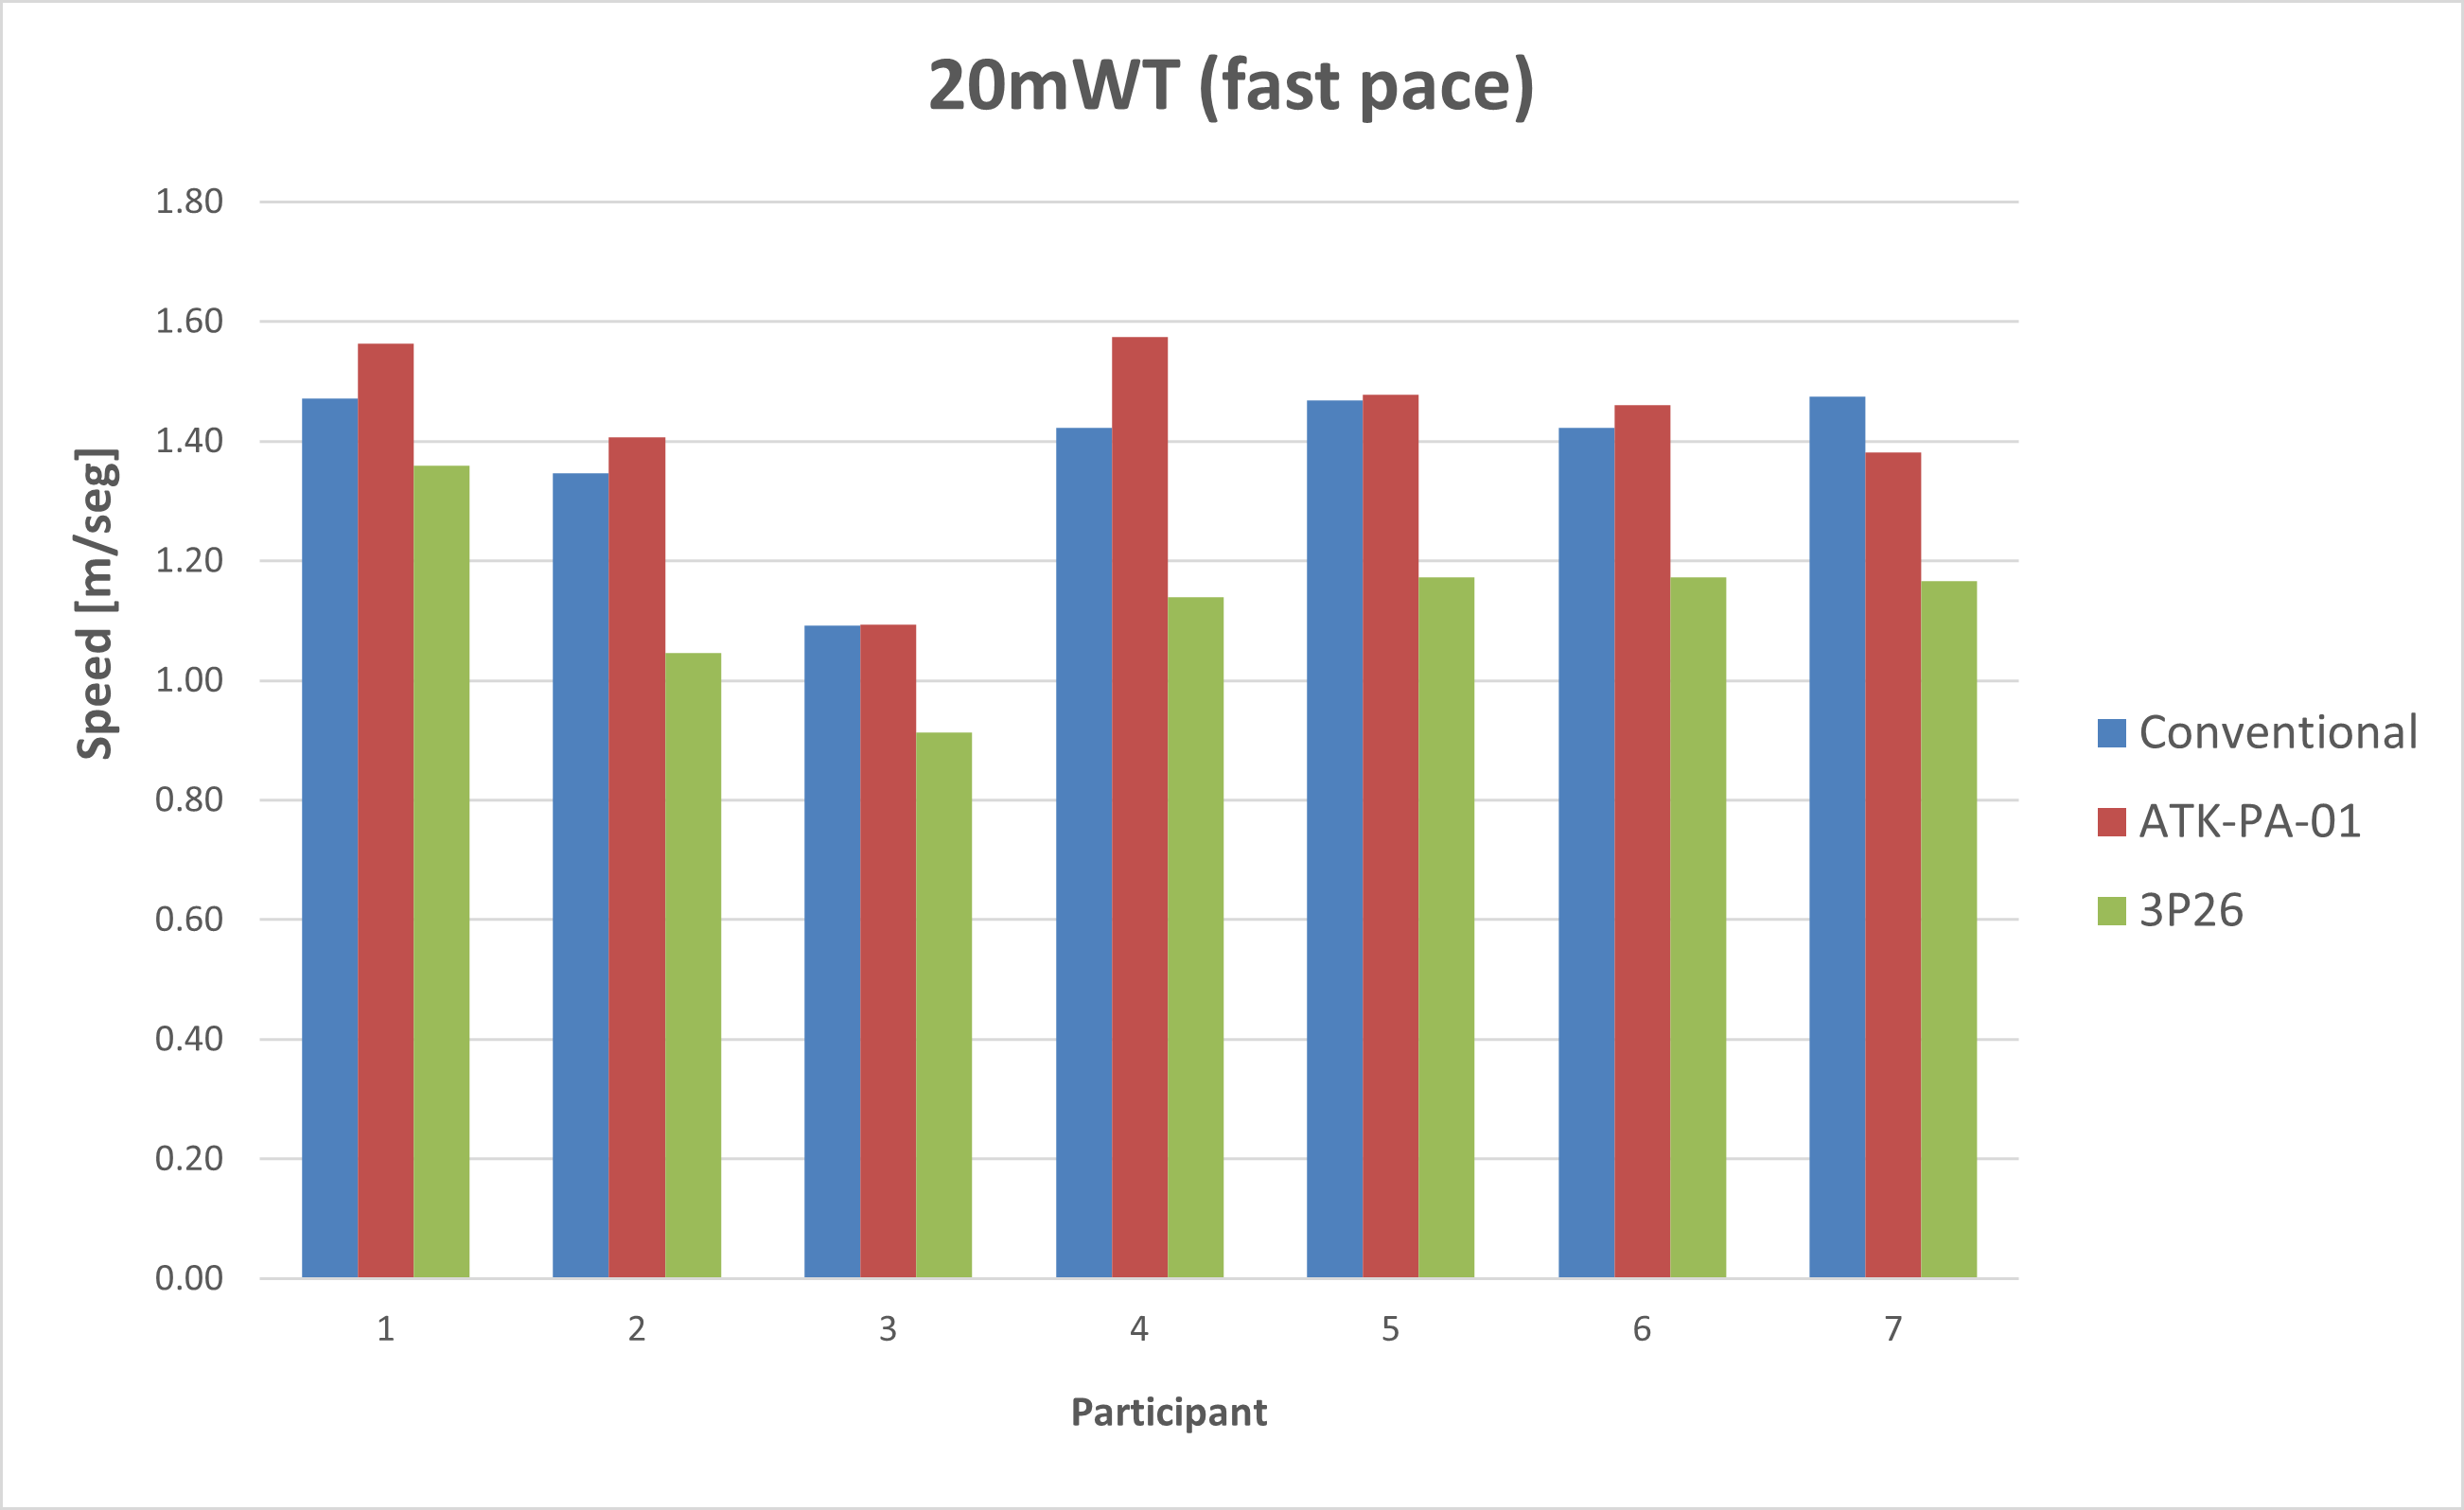 20mWT (fast pace)
Speed [m/seg]
1.80
1.60
1.40
1.20
1.00
0.80
0.60
0.40
0.20
0.00
1 2 3 4 5 6 7
Participant
Conventional
ATK-PA-01
3P26